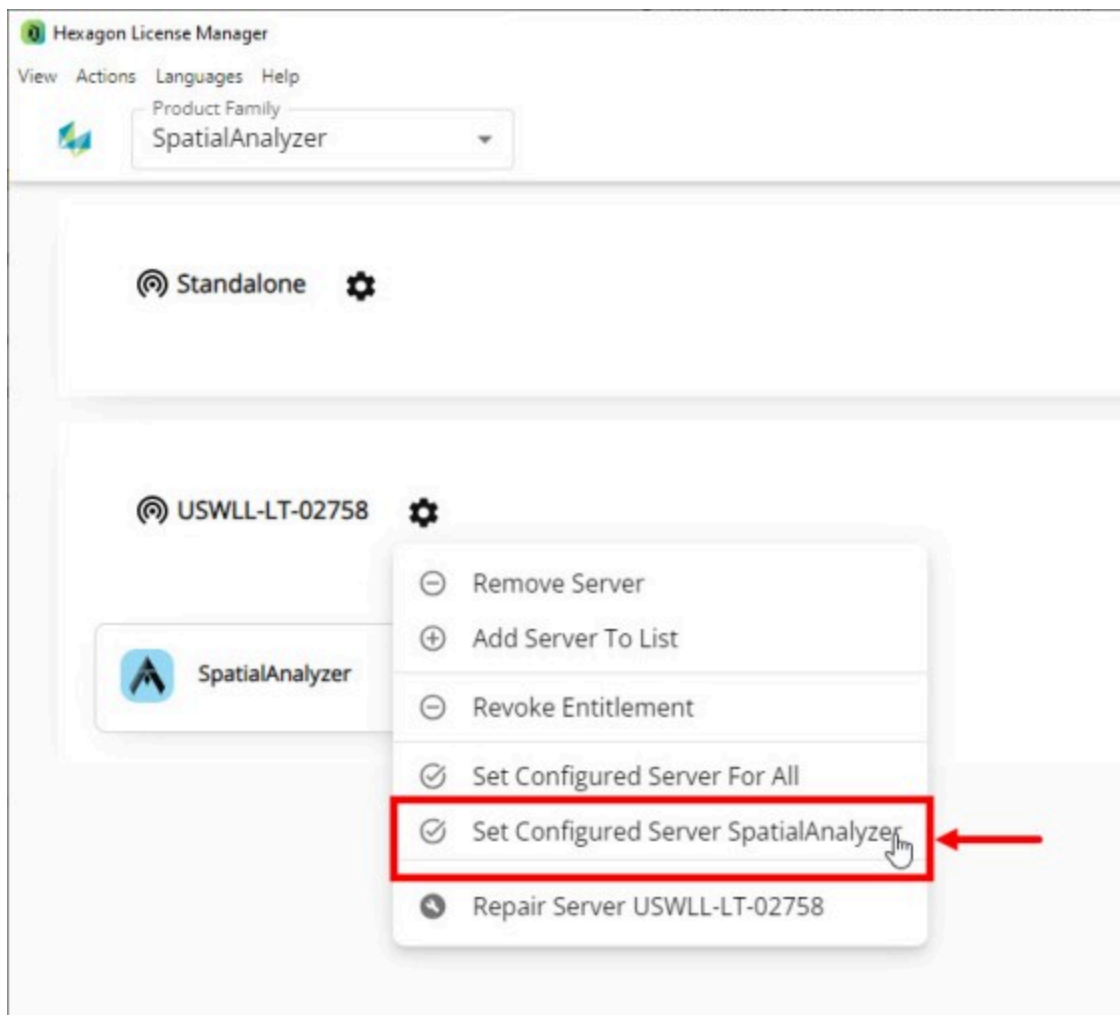 Hexagon License Manager
View Actions Languages Help
Product Family
SpatialAnalyzer
Standalone
USWLL-LT-02758
Remove Server
Add Server To List
SpatialAnalyzer
Revoke Entitlement
Set Configured Server For All
Set Configured Server SpatialAnalyzer
Repair Server USWLL-LT-02758